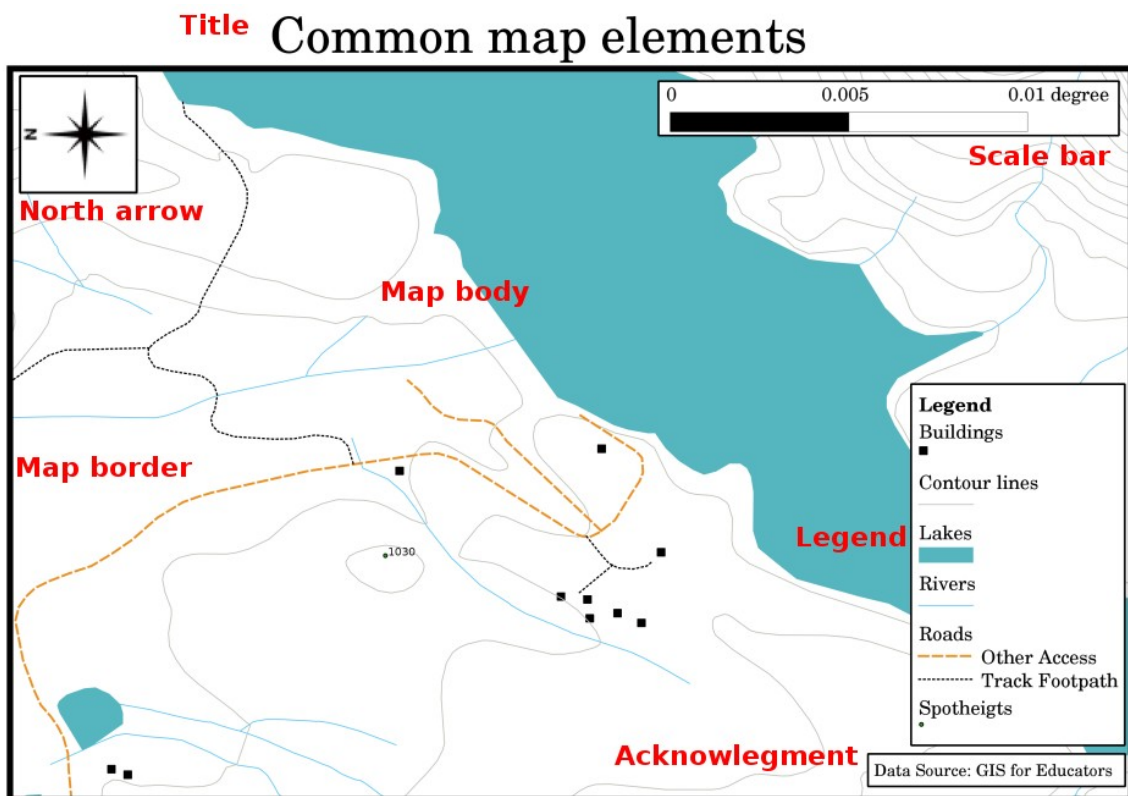 Title Common map elements
N
0 0.005 0.01 degree
Scale bar
North arrow
Map body
Map border
Legend
Buildings
Contour lines
Legend
Lakes
Rivers
Roads
Other Access
Track Footpath
Spotheigts
1030
Acknowlegment
Data Source: GIS for Educators